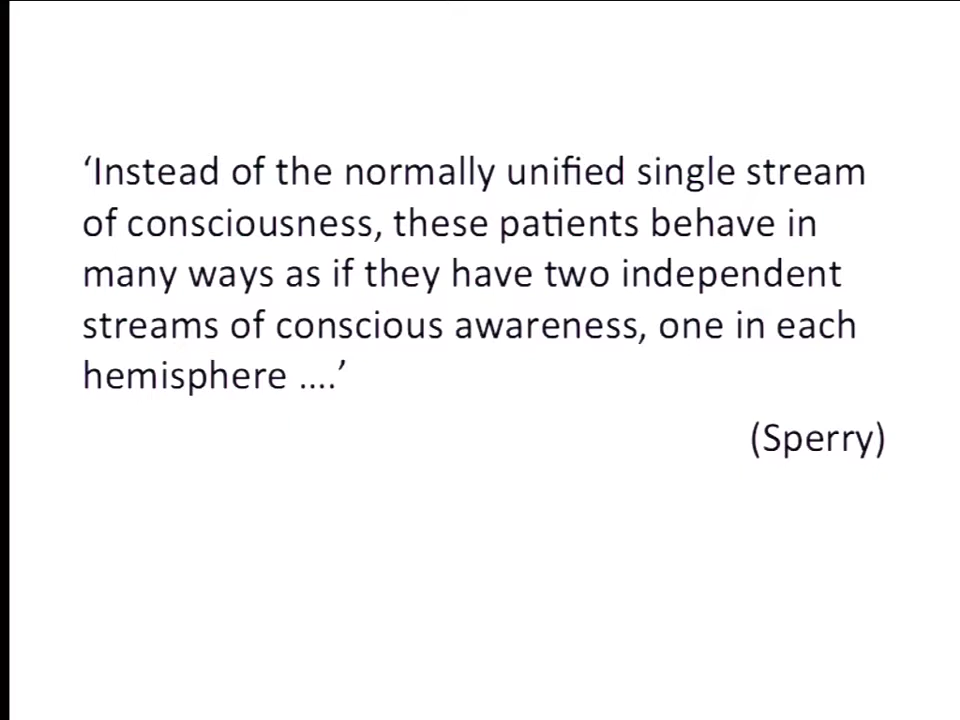 ‘Instead of the normally unified single stream
of consciousness, these patients behave in
many ways as if they have two independent
streams of conscious awareness, one in each
hemisphere ....’
(Sperry)